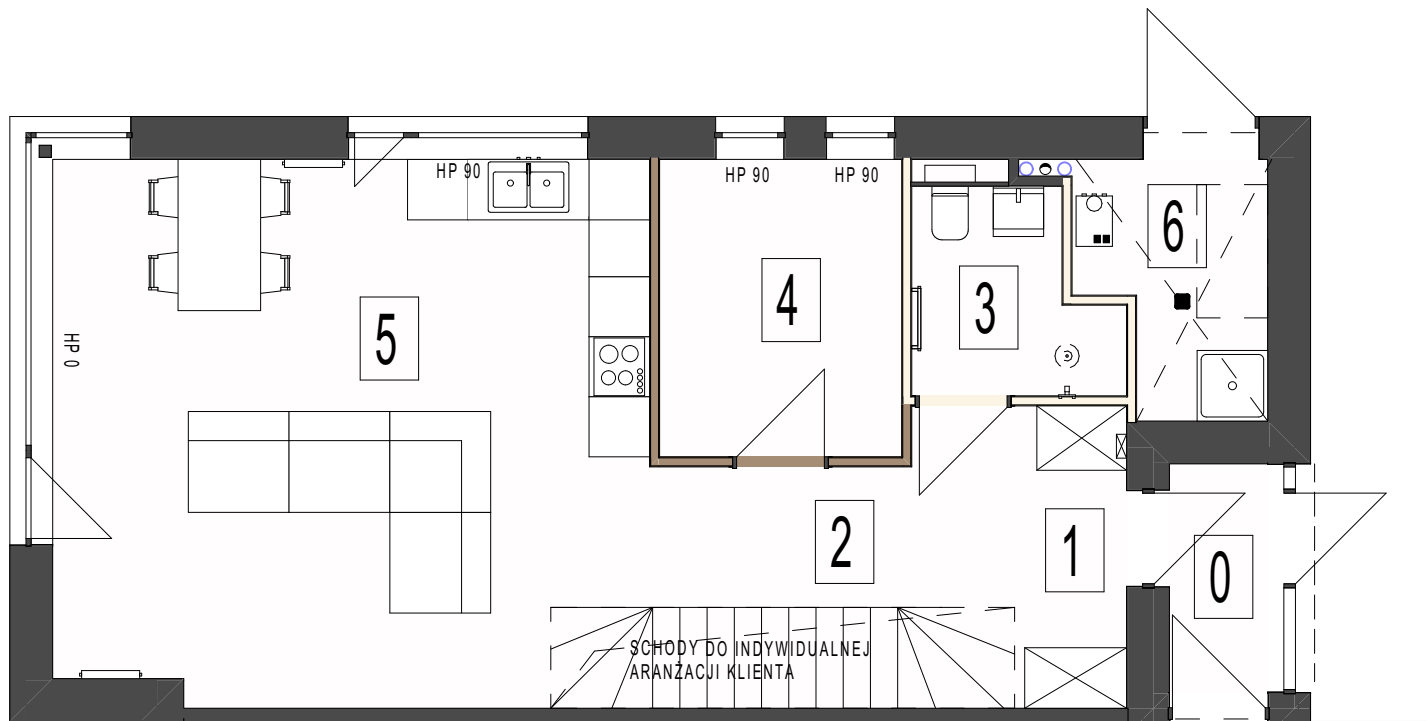 HP 90
HP 90
HP 90
6
4
3
5
HP 0
2
1
0
SCHODY DO INDYWIDUALNEJ
ARANŻACJI KLIENTA